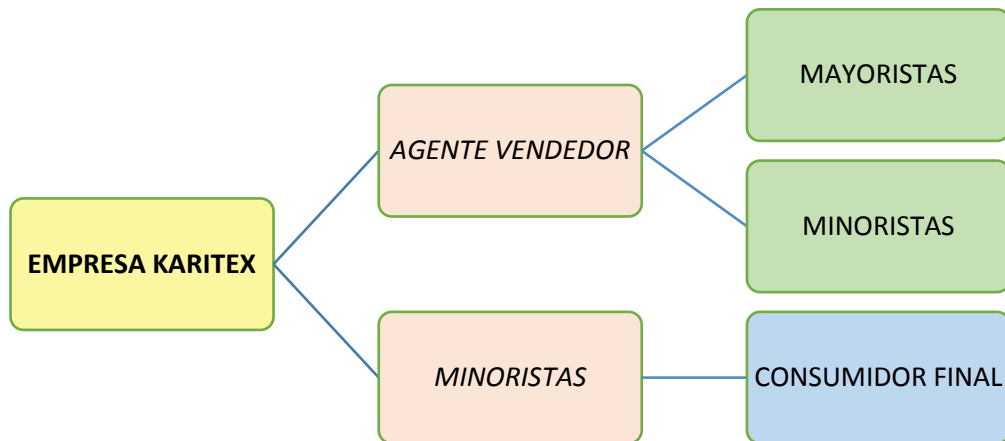 EMPRESA KARITEX
AGENTE VENDEDOR
MAYORISTAS
MINORISTAS
MINORISTAS
CONSUMIDOR FINAL